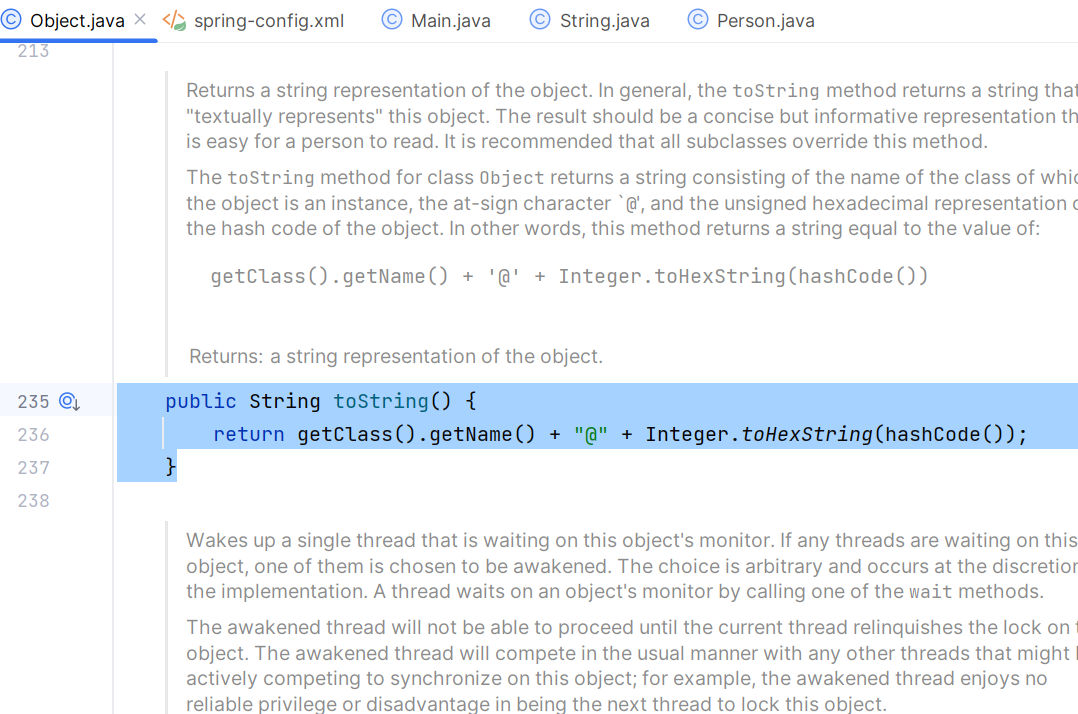 Object.java spring-config.xml Main.java String.java Person.java
213
Returns a string representation of the object. In general, the toString method returns a string that
"textually represents" this object. The result should be a concise but informative representation th
is easy for a person to read. It is recommended that all subclasses override this method.
The toString method for class Object returns a string consisting of the name of the class of whic
the object is an instance, the at-sign character `@', and the unsigned hexadecimal representation o
the hash code of the object. In other words, this method returns a string equal to the value of:
getClass().getName() + '@' + Integer.toHexString(hashCode())
Returns: a string representation of the object.
235 public String toString() {
236 return getClass().getName() + "@" + Integer.toHexString(hashCode());
237 }
238
Wakes up a single thread that is waiting on this object's monitor. If any threads are waiting on this
object, one of them is chosen to be awakened. The choice is arbitrary and occurs at the discretion
the implementation. A thread waits on an object's monitor by calling one of the wait methods.
The awakened thread will not be able to proceed until the current thread relinquishes the lock on t
object. The awakened thread will compete in the usual manner with any other threads that might
actively competing to synchronize on this object; for example, the awakened thread enjoys no
reliable privilege or disadvantage in being the next thread to lock this object.